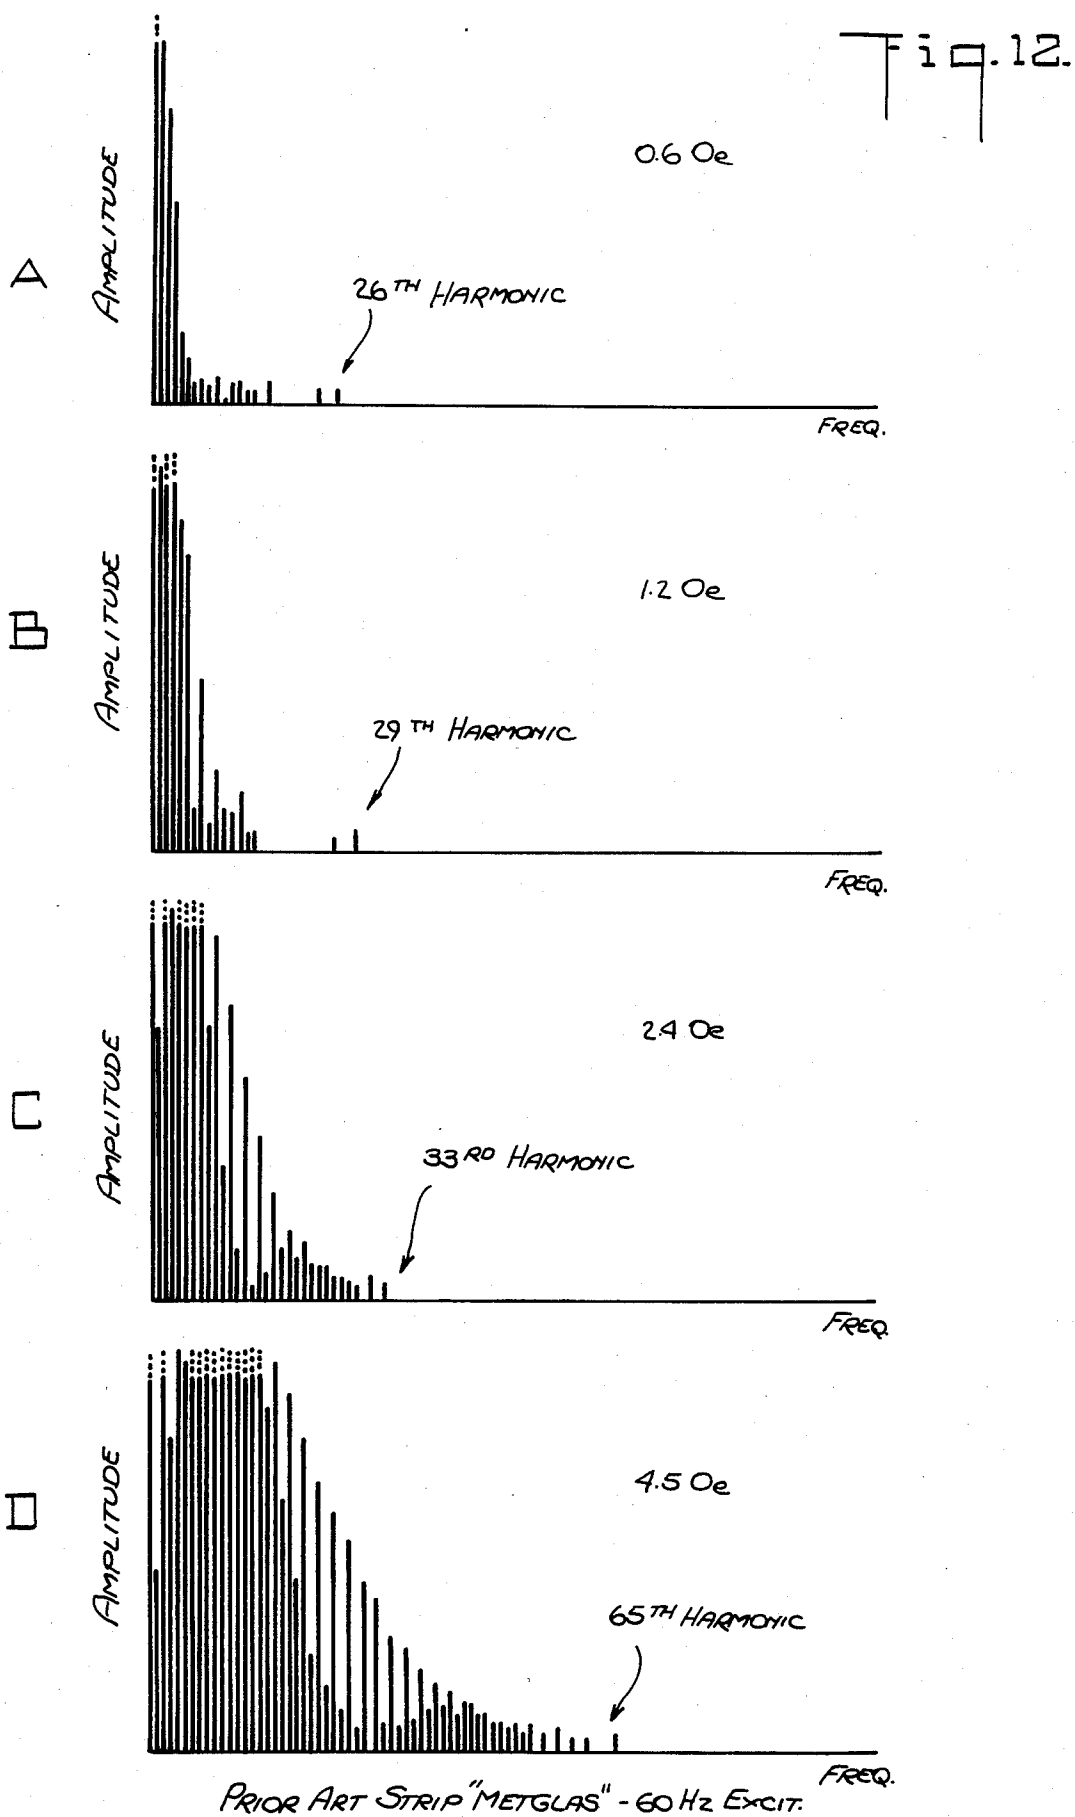 Fig. 12.
A
AMPLITUDE
0.6 Oe
26TH HARMONIC
FREQ.
B
AMPLITUDE
1.2 Oe
29TH HARMONIC
FREQ.
C
AMPLITUDE
2.4 Oe
33RD HARMONIC
FREQ.
D
AMPLITUDE
4.5 Oe
65TH HARMONIC
FREQ.
PRIOR ART STRIP "METGLAS" - 60 Hz EXCIT.